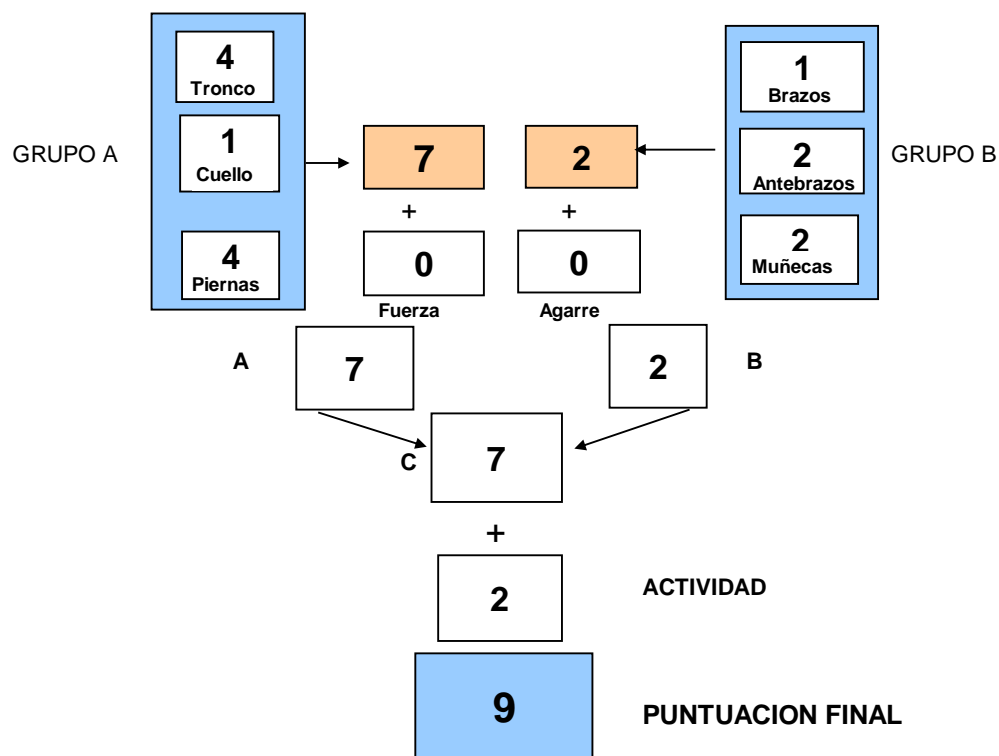 4
Tronco
1
Cuello
4
Piernas
GRUPO A
7
+
0
Fuerza
2
+
0
Agarre
1
Brazos
2
Antebrazos
2
Muñecas
GRUPO B
A
7
2
B
C
7
+
2
ACTIVIDAD
9
PUNTUACION FINAL